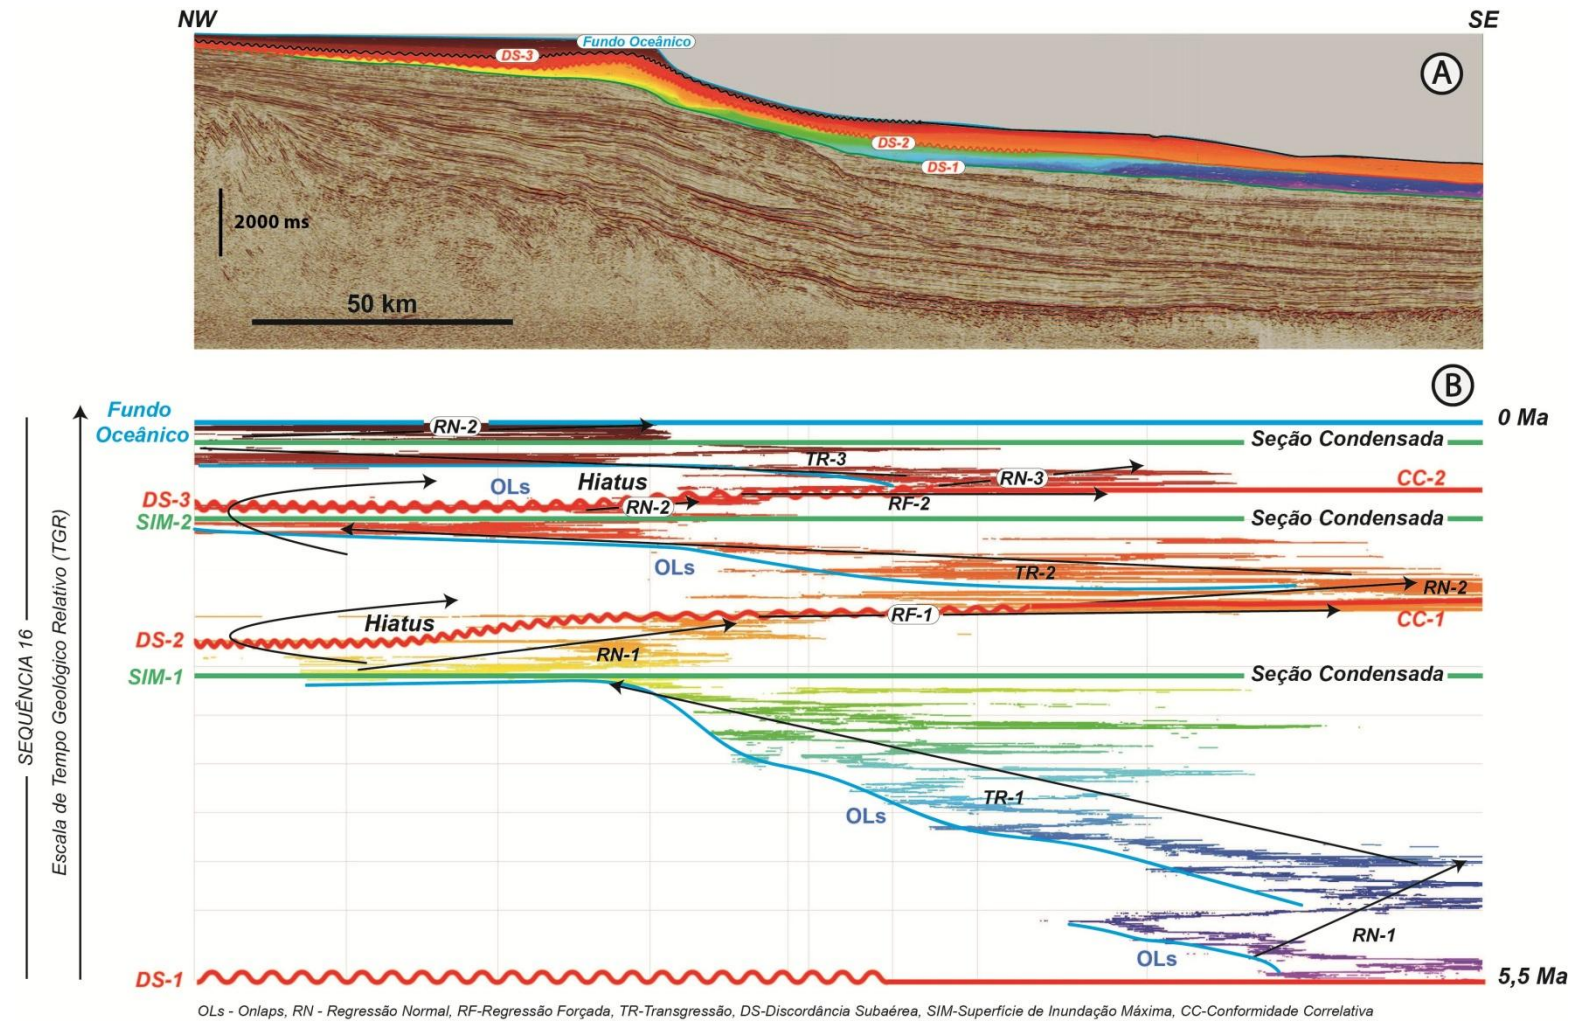 NW
SE
Fundo Oceânico
DS-3
A
DS-2
DS-1
2000 ms
50 km
B
Fundo
Oceânico
0 Ma
RN-2
Seção Condensada
TR-3
Hiatus
RN-3
OLs
CC-2
DS-3
RN-2
RF-2
SIM-2
Seção Condensada
OLs
TR-2
RN-2
Hiatus
RF-1
CC-1
DS-2
RN-1
SIM-1
Seção Condensada
TR-1
OLs
RN-1
OLs
DS-1
5,5 Ma
SEQUÊNCIA 16
Escala de Tempo Geológico Relativo (TGR)
OLs - Onlaps, RN - Regressão Normal, RF-Regressão Forçada, TR-Transgressão, DS-Discordância Subaérea, SIM-Superfície de Inundação Máxima, CC-Conformidade Correlativa